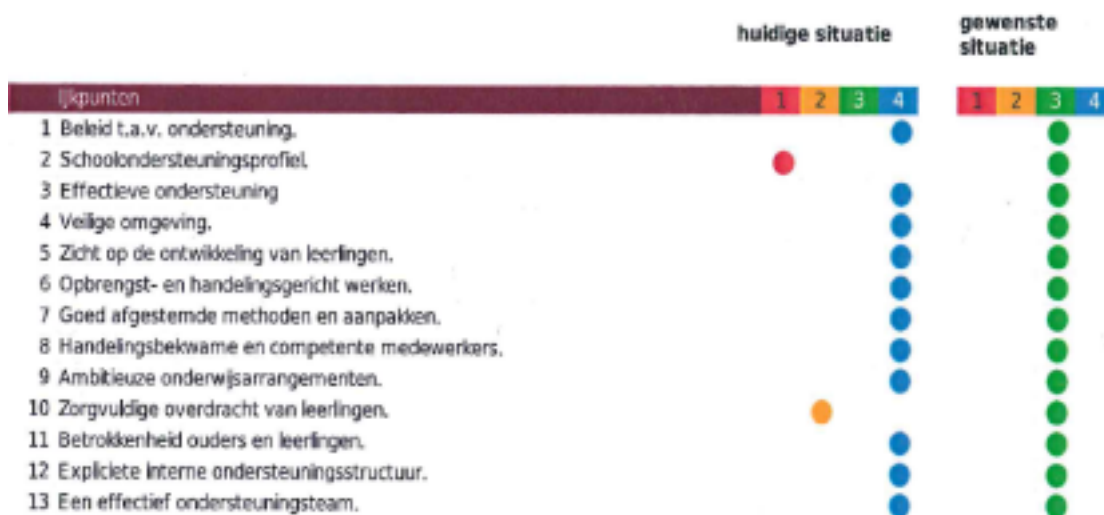 huidige situatie
gewenste
situatie
Ijkpunten 1 2 3 4 1 2 3 4
1 Beleid t.a.v. ondersteuning.
2 Schoolondersteuningsprofiel.
3 Effectieve ondersteuning
4 Veilige omgeving.
5 Zicht op de ontwikkeling van leerlingen.
6 Opbrengst- en handelingsgericht werken.
7 Goed afgestemde methoden en aanpakken.
8 Handelingsbekwame en competente medewerkers.
9 Ambitieuze onderwijsarrangementen.
10 Zorgvuldige overdracht van leerlingen.
11 Betrokkenheid ouders en leerlingen.
12 Expliciete interne ondersteuningsstructuur.
13 Een effectief ondersteuningsteam.